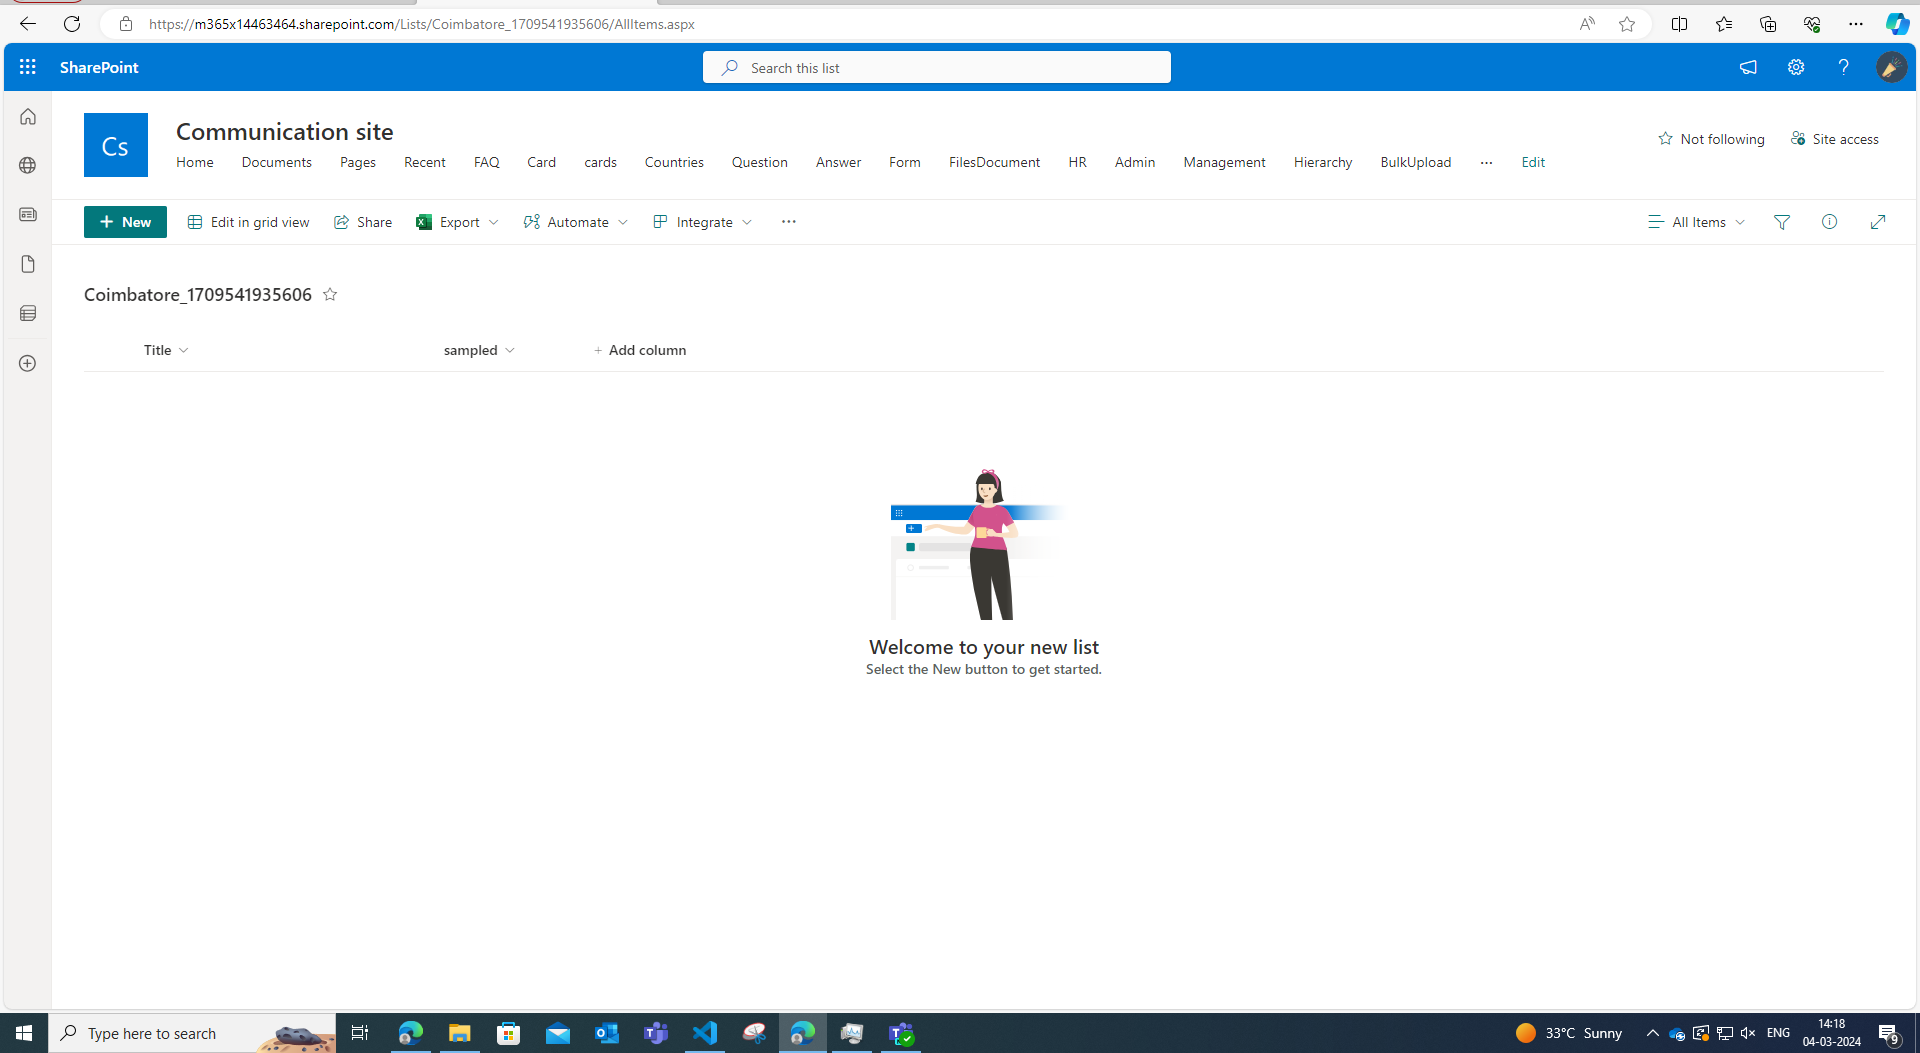 https://m365x14463464.sharepoint.com/Lists/Coimbatore_1709541935606/AllItems.aspx
SharePoint
Search this list
Cs
Communication site
Not following
Site access
Home Documents Pages Recent FAQ Card cards Countries Question Answer Form FilesDocument HR Admin Management Hierarchy BulkUpload ··· Edit
+ New Edit in grid view Share Export Automate Integrate ··· All Items
Coimbatore_1709541935606
Title sampled + Add column
Welcome to your new list
Select the New button to get started.
Type here to search
33°C Sunny
ENG
14:18
04-03-2024
9